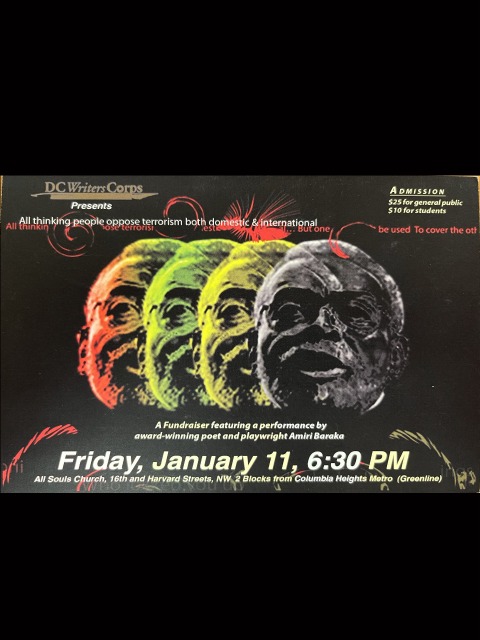 DC WritersCorps
Presents
ADMISSION
$25 for general public
$10 for students
All thinking people oppose terrorism both domestic & international
All thinkin ose terrorisi esti l… But one be used To cover the oth
A Fundraiser featuring a performance by
award-winning poet and playwright Amiri Baraka
Friday, January 11, 6:30 PM
All Souls Church, 16th and Harvard Streets, NW 2 Blocks from Columbia Heights Metro (Greenline)